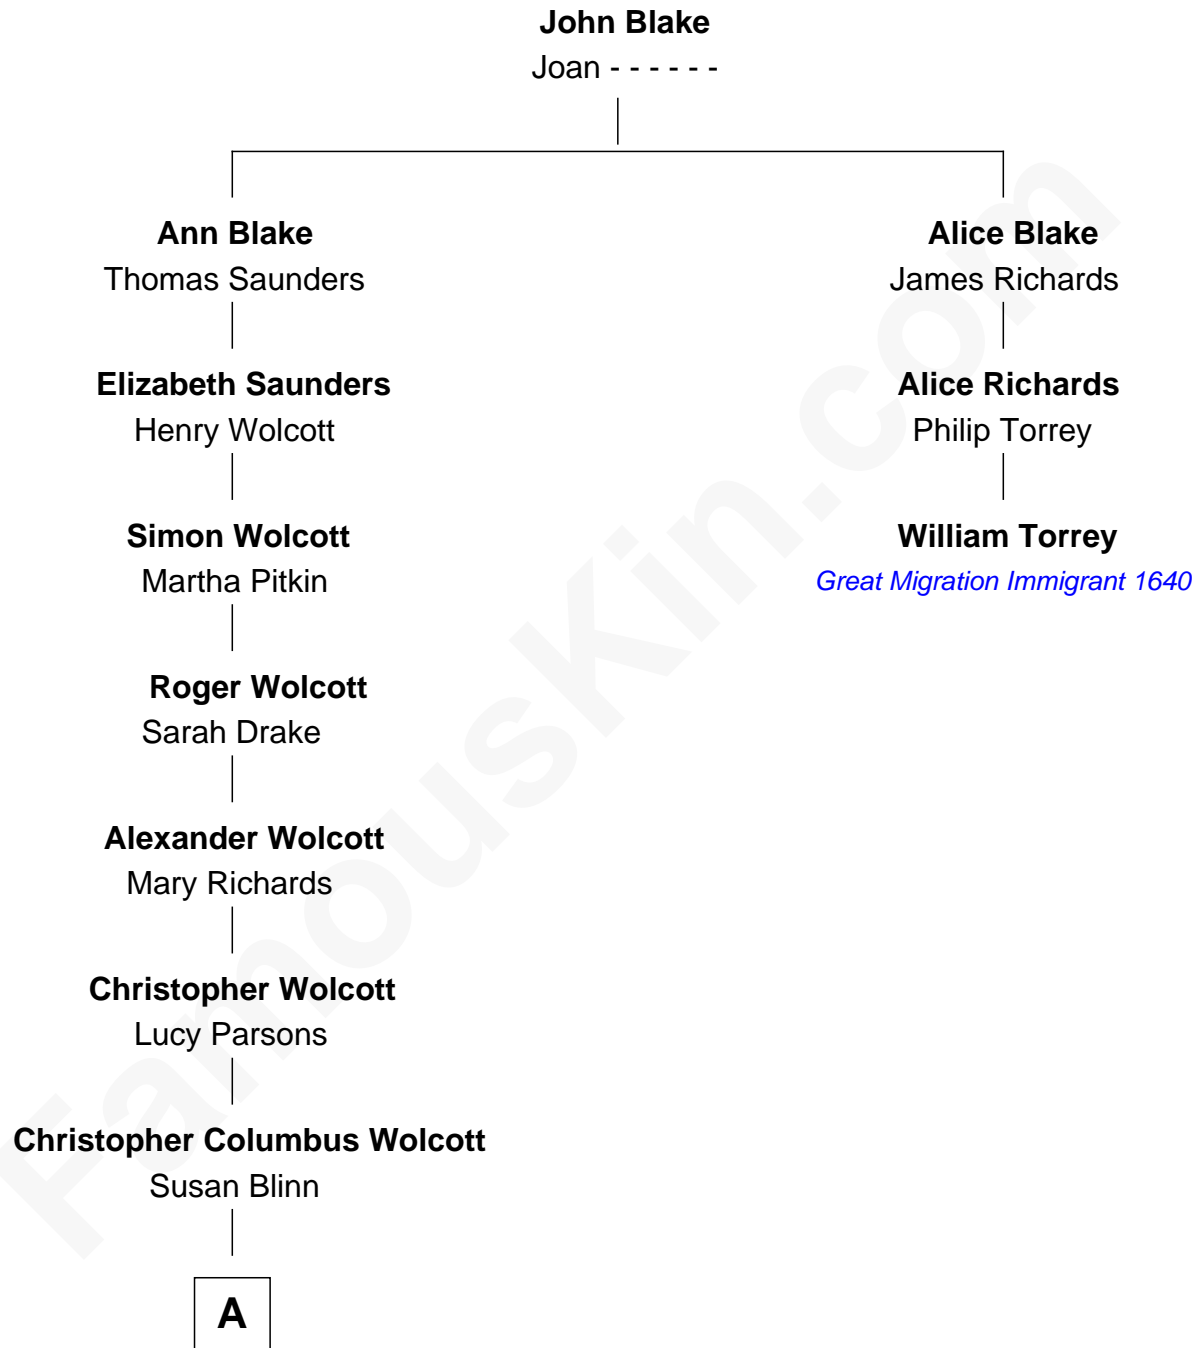 John Blake
Joan - - - - - -
Ann Blake
Thomas Saunders
Alice Blake
James Richards
Elizabeth Saunders
Henry Wolcott
Alice Richards
Philip Torrey
Simon Wolcott
Martha Pitkin
William Torrey
Great Migration Immigrant 1640
Roger Wolcott
Sarah Drake
Alexander Wolcott
Mary Richards
Christopher Wolcott
Lucy Parsons
Christopher Columbus Wolcott
Susan Blinn
A
FamousKin.com